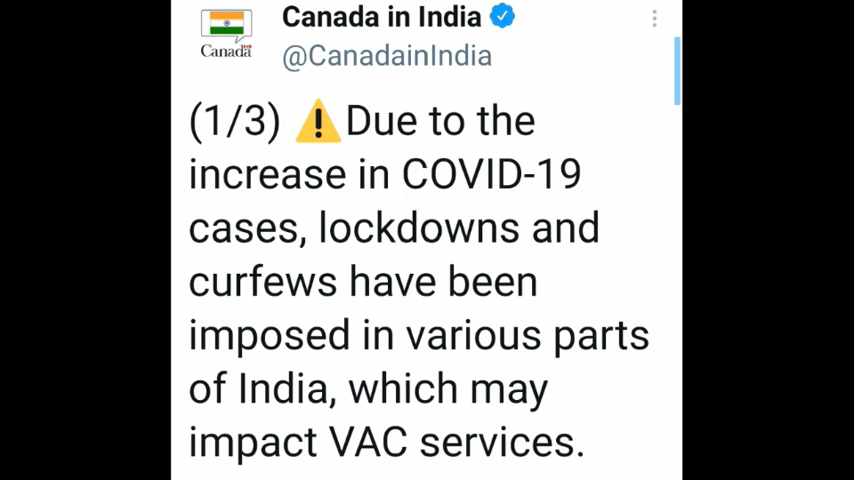 Canada in India
Canada
@CanadainIndia
(1/3) ⚠️Due to the
increase in COVID-19
cases, lockdowns and
curfews have been
imposed in various parts
of India, which may
impact VAC services.